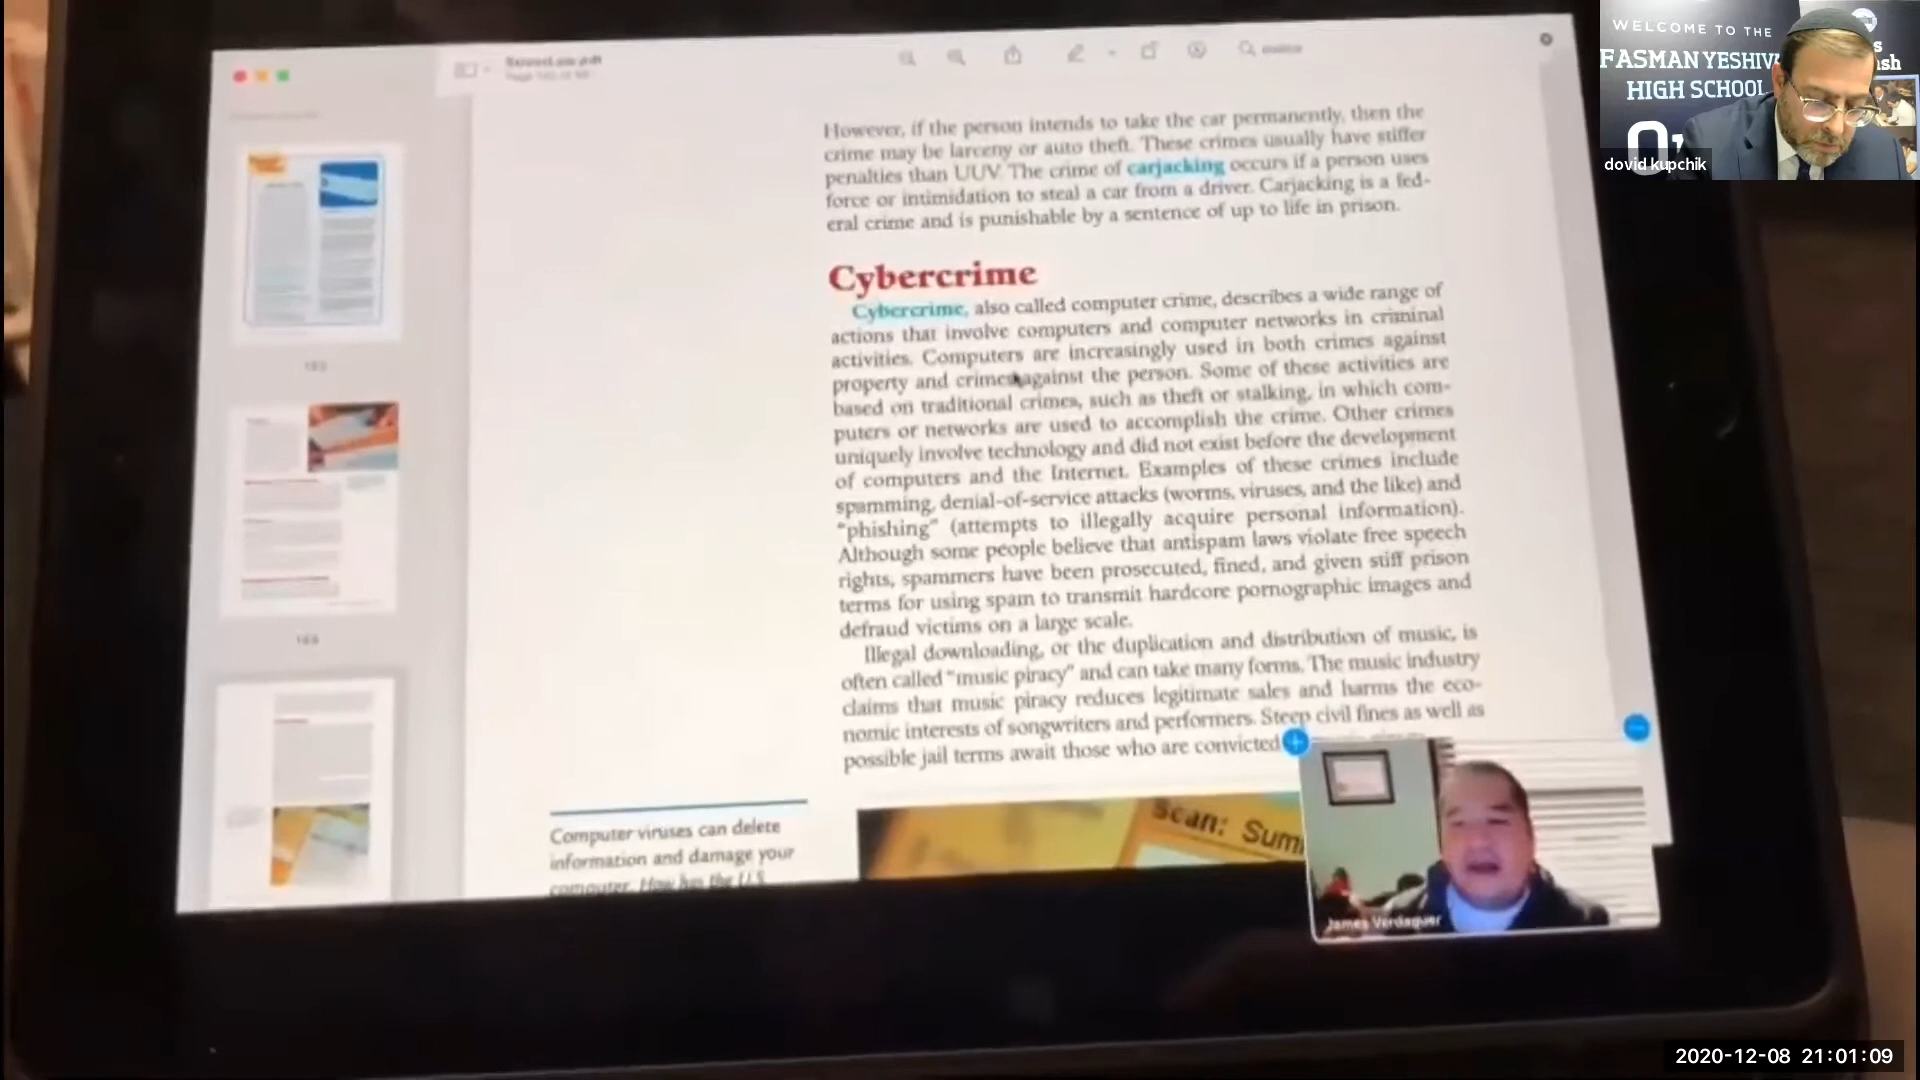 WELCOME TO THE
FASMAN YESHIV
HIGH SCHOOL
dovid kupchik
StreetLaw.pdf
However, if the person intends to take the car permanently, then the
crime may be larceny or auto theft. These crimes usually have stiffer
penalties than UUV. The crime of carjacking occurs if a person uses
force or intimidation to steal a car from a driver. Carjacking is a fed-
eral crime and is punishable by a sentence of up to life in prison.
Cybercrime
Cybercrime, also called computer crime, describes a wide range of
actions that involve computers and computer networks in criminal
activities. Computers are increasingly used in both crimes against
property and crimes against the person. Some of these activities are
based on traditional crimes, such as theft or stalking, in which com-
puters or networks are used to accomplish the crime. Other crimes
uniquely involve technology and did not exist before the development
of computers and the Internet. Examples of these crimes include
spamming, denial-of-service attacks (worms, viruses, and the like) and
"phishing" (attempts to illegally acquire personal information).
Although some people believe that antispam laws violate free speech
rights, spammers have been prosecuted, fined, and given stiff prison
terms for using spam to transmit hardcore pornographic images and
defraud victims on a large scale.
Illegal downloading, or the duplication and distribution of music, is
often called "music piracy" and can take many forms. The music industry
claims that music piracy reduces legitimate sales and harms the eco-
nomic interests of songwriters and performers. Steep civil fines as well as
possible jail terms await those who are convicted
Computer viruses can delete
information and damage your
computer. How has the U.S.
Scan: Sum
James Verdaguer
2020-12-08 21:01:09